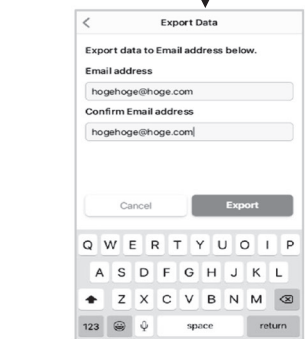 Export Data
Export data to Email address below.
Email address
hogehoge@hoge.com
Confirm Email address
hogehoge@hoge.com
Cancel
Export
Q W E R T Y U O I P
A S D F G H J K L
Z X C V B N M
123
space
return